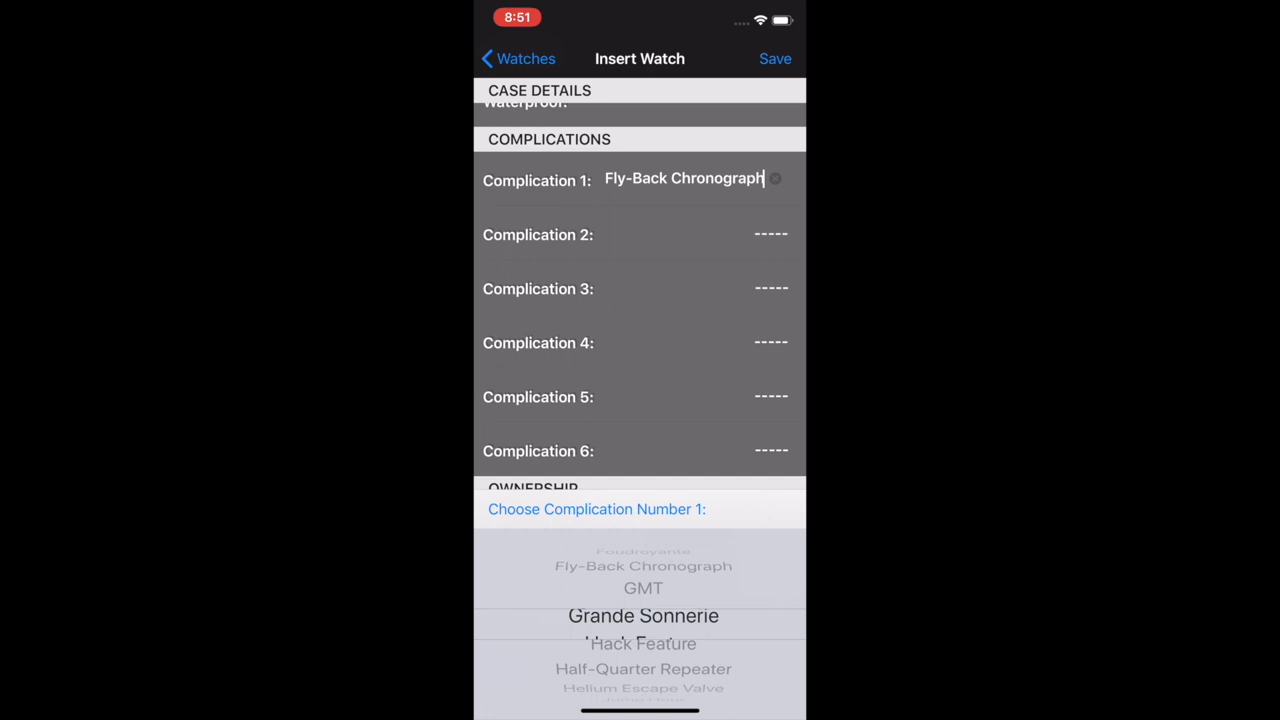 8:51
Watches Insert Watch Save
CASE DETAILS
Waterproof:
COMPLICATIONS
Complication 1: Fly-Back Chronograph
Complication 2: -----
Complication 3: -----
Complication 4: -----
Complication 5: -----
Complication 6: -----
OWNERSHIP
Choose Complication Number 1:
Foudroyante
Fly-Back Chronograph
GMT
Grande Sonnerie
Hack Feature
Half-Quarter Repeater
Helium Escape Valve